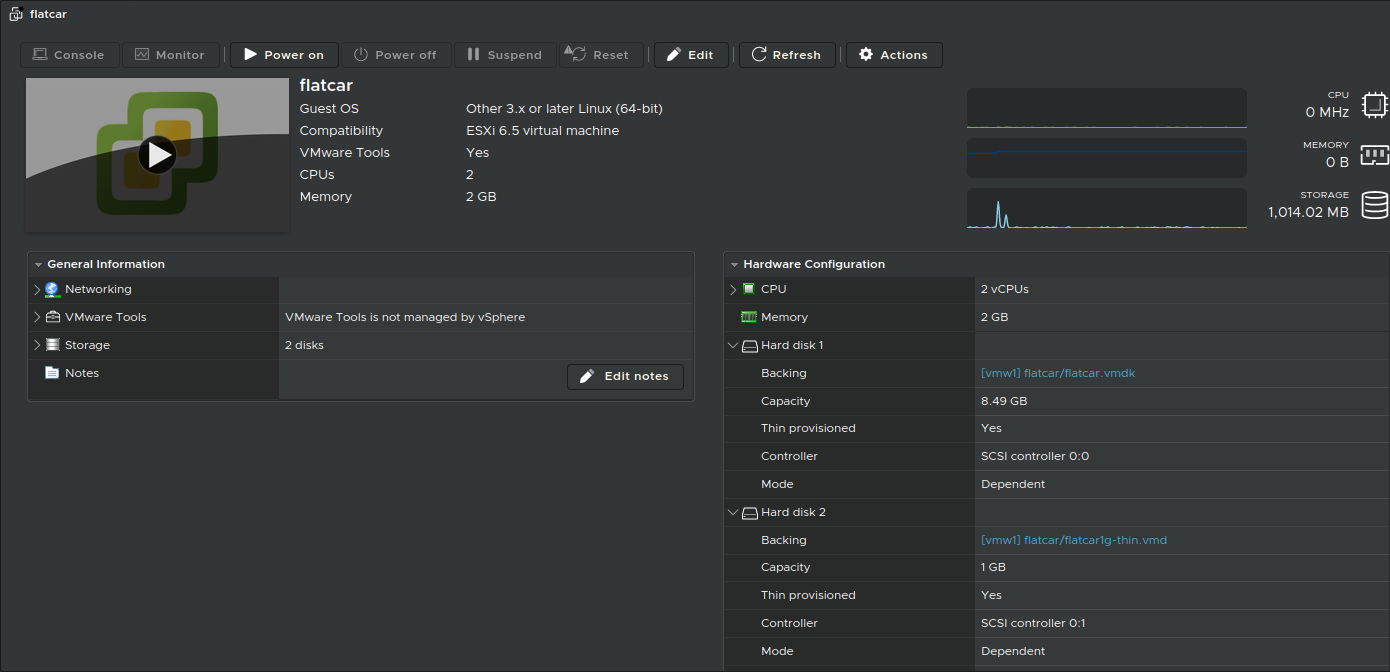 flatcar
Console Monitor Power on Power off Suspend Reset Edit Refresh Actions
flatcar
Guest OS Other 3.x or later Linux (64-bit)
Compatibility ESXi 6.5 virtual machine
VMware Tools Yes
CPUs 2
Memory 2 GB
CPU
0 MHz
MEMORY
0 B
STORAGE
1,014.02 MB
General Information
Networking
VMware Tools VMware Tools is not managed by vSphere
Storage 2 disks
Notes Edit notes
Hardware Configuration
CPU 2 vCPUs
Memory 2 GB
Hard disk 1
Backing [vmw1] flatcar/flatcar.vmdk
Capacity 8.49 GB
Thin provisioned Yes
Controller SCSI controller 0:0
Mode Dependent
Hard disk 2
Backing [vmw1] flatcar/flatcar1g-thin.vmd
Capacity 1 GB
Thin provisioned Yes
Controller SCSI controller 0:1
Mode Dependent